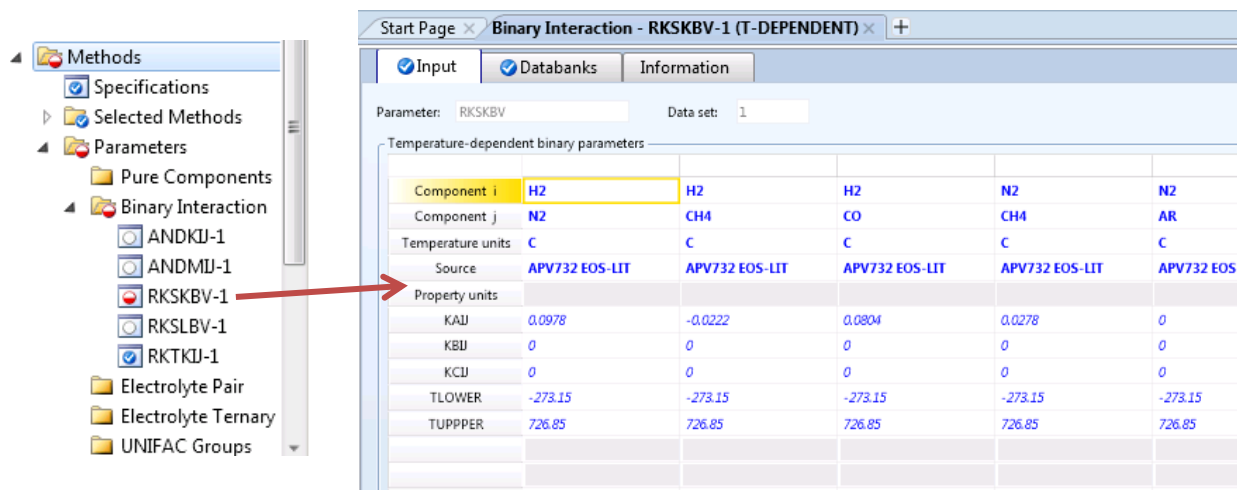 Methods
Specifications
Selected Methods
Parameters
Pure Components
Binary Interaction
ANDKIJ-1
ANDMIJ-1
RKSKBV-1
RKSLBV-1
RKTKIJ-1
Electrolyte Pair
Electrolyte Ternary
UNIFAC Groups
Start Page Binary Interaction - RKSKBV-1 (T-DEPENDENT)
Input Databanks Information
Parameter: RKSKBV Data set: 1
Temperature-dependent binary parameters
Component i H2 H2 H2 N2 N2
Component j N2 CH4 CO CH4 AR
Temperature units C C C C C
Source APV732 EOS-LIT APV732 EOS-LIT APV732 EOS-LIT APV732 EOS-LIT APV732 EOS
Property units
KAIJ 0.0978 -0.0222 0.0804 0.0278 0
KBIJ 0 0 0 0 0
KCIJ 0 0 0 0 0
TLOWER -273.15 -273.15 -273.15 -273.15 -273.15
TUPPPER 726.85 726.85 726.85 726.85 726.85